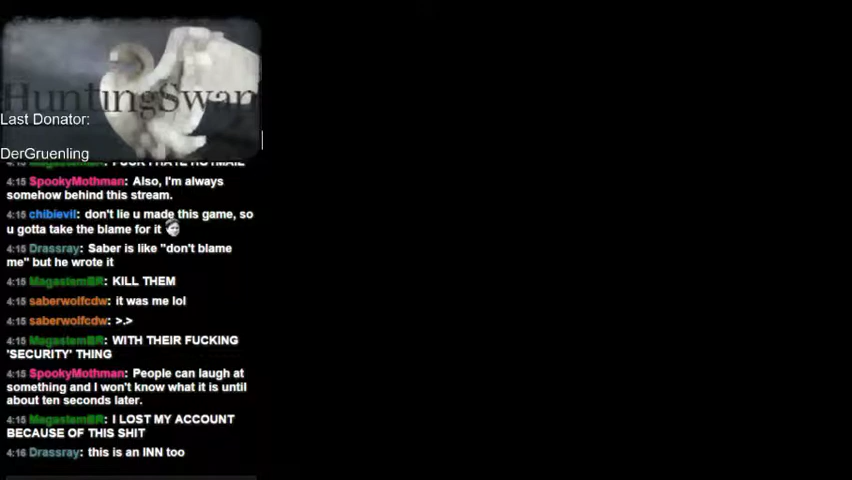 HuntingSwan
Last Donator:
DerGruenling
4:15 SpookyMothman: Also, I'm always
somehow behind this stream.
4:15 chibievil: don't lie u made this game, so
u gotta take the blame for it
4:15 Drassray: Saber is like "don't blame
me" but he wrote it
4:15 KILL THEM
4:15 saberwolfcdw: it was me lol
4:15 saberwolfcdw: >.>
4:15 WITH THEIR FUCKING
'SECURITY' THING
4:15 SpookyMothman: People can laugh at
something and I won't know what it is until
about ten seconds later.
4:15 I LOST MY ACCOUNT
BECAUSE OF THIS SHIT
4:16 Drassray: this is an INN too